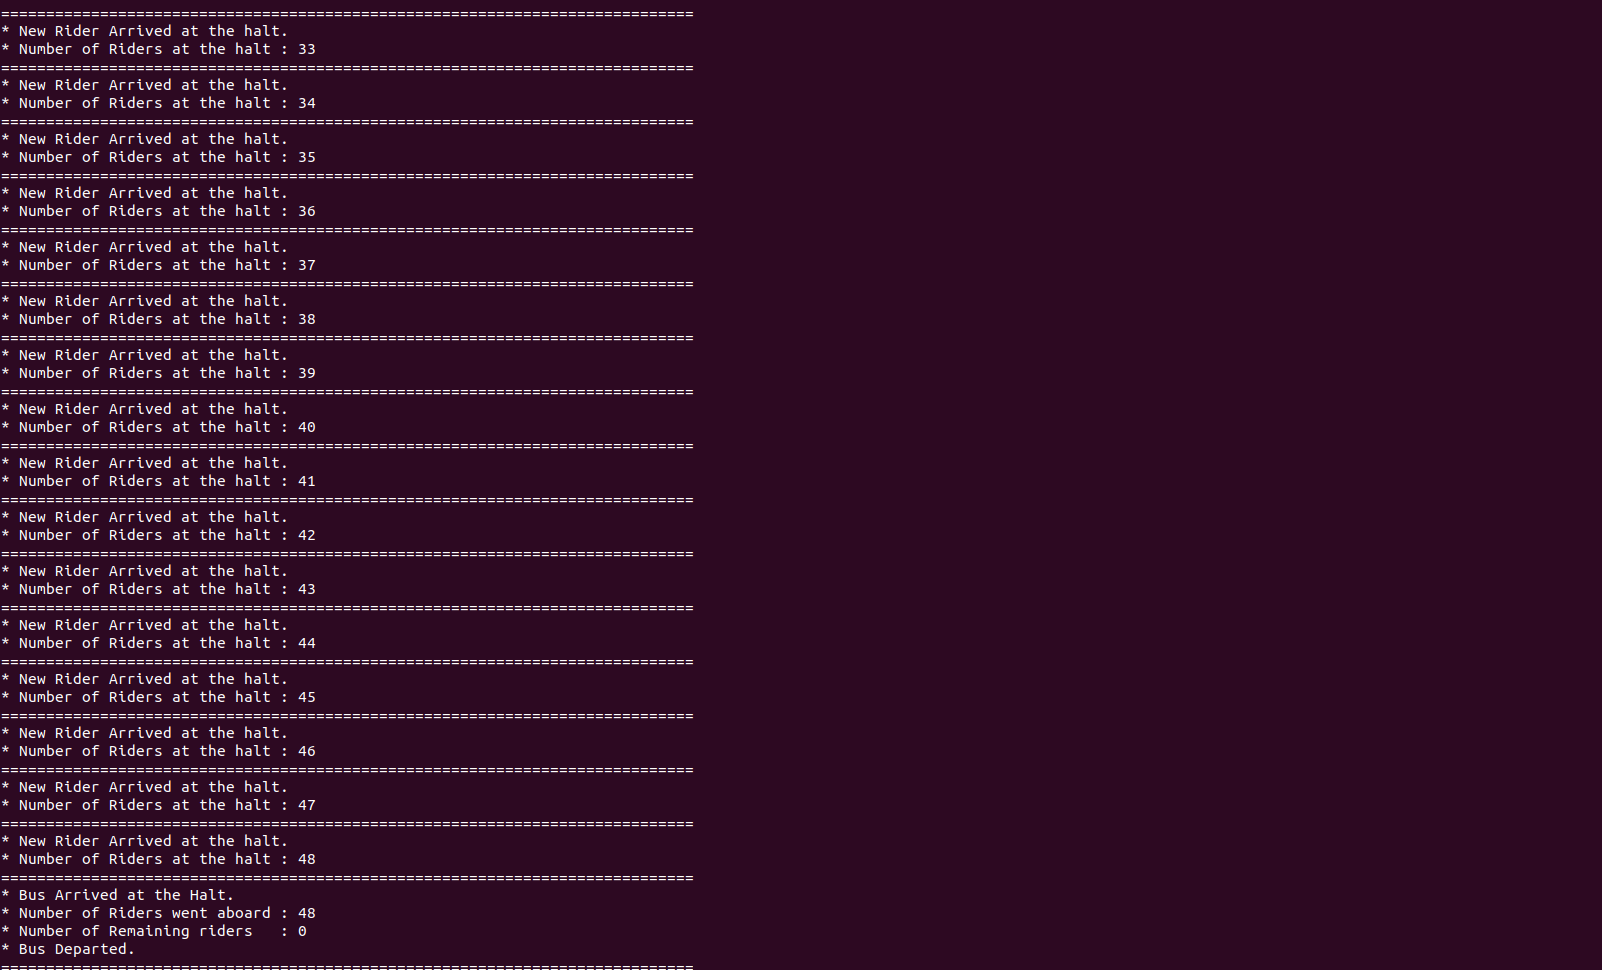 =============================================================================
* New Rider Arrived at the halt.
* Number of Riders at the halt : 33
=============================================================================
* New Rider Arrived at the halt.
* Number of Riders at the halt : 34
=============================================================================
* New Rider Arrived at the halt.
* Number of Riders at the halt : 35
=============================================================================
* New Rider Arrived at the halt.
* Number of Riders at the halt : 36
=============================================================================
* New Rider Arrived at the halt.
* Number of Riders at the halt : 37
=============================================================================
* New Rider Arrived at the halt.
* Number of Riders at the halt : 38
=============================================================================
* New Rider Arrived at the halt.
* Number of Riders at the halt : 39
=============================================================================
* New Rider Arrived at the halt.
* Number of Riders at the halt : 40
=============================================================================
* New Rider Arrived at the halt.
* Number of Riders at the halt : 41
=============================================================================
* New Rider Arrived at the halt.
* Number of Riders at the halt : 42
=============================================================================
* New Rider Arrived at the halt.
* Number of Riders at the halt : 43
=============================================================================
* New Rider Arrived at the halt.
* Number of Riders at the halt : 44
=============================================================================
* New Rider Arrived at the halt.
* Number of Riders at the halt : 45
=============================================================================
* New Rider Arrived at the halt.
* Number of Riders at the halt : 46
=============================================================================
* New Rider Arrived at the halt.
* Number of Riders at the halt : 47
=============================================================================
* New Rider Arrived at the halt.
* Number of Riders at the halt : 48
=============================================================================
* Bus Arrived at the Halt.
* Number of Riders went aboard : 48
* Number of Remaining riders   : 0
* Bus Departed.
=============================================================================